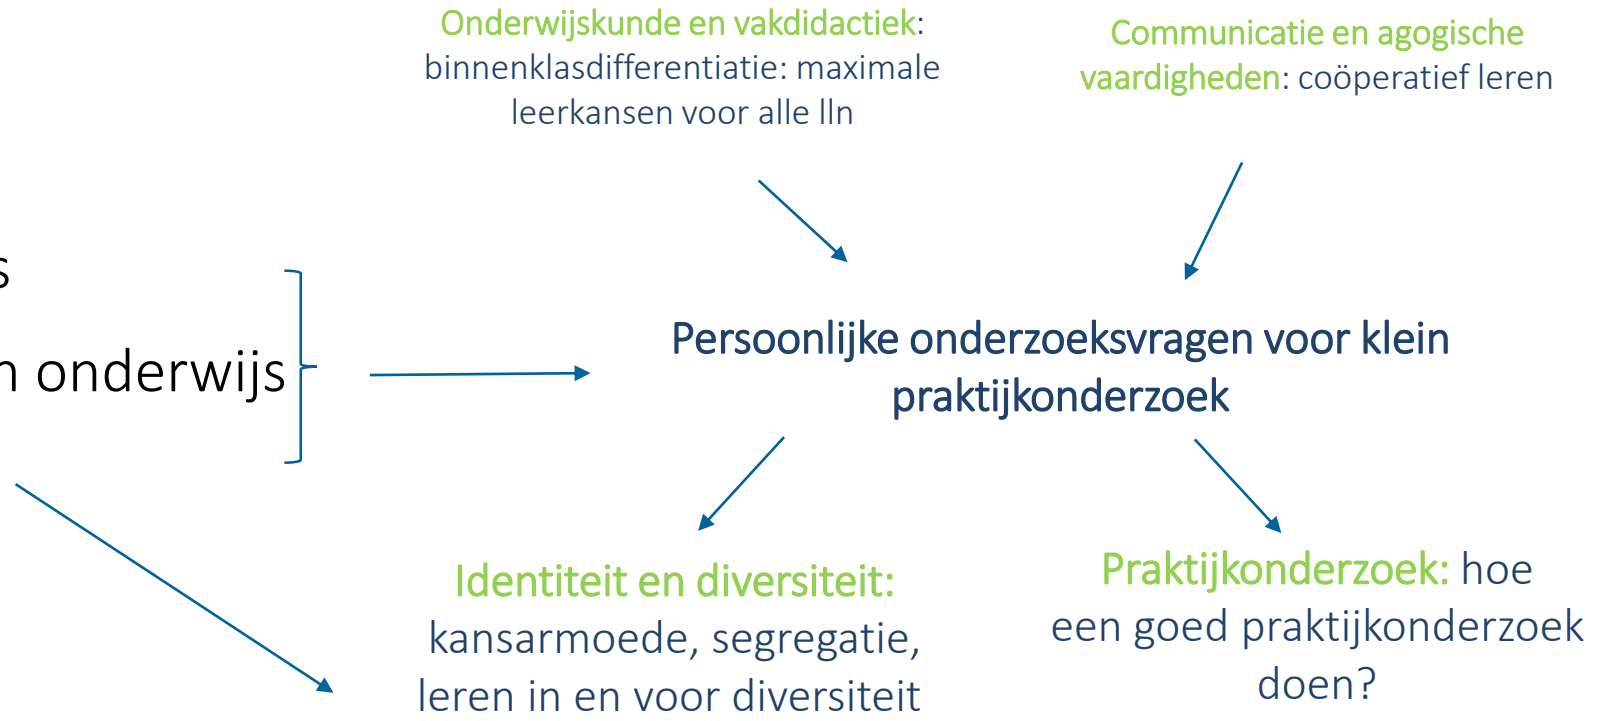 Onderwijskunde en vakdidactiek:
binnenklasdifferentiatie: maximale
leerkansen voor alle lln
Communicatie en agogische
vaardigheden: coöperatief leren
s
n onderwijs
Persoonlijke onderzoeksvragen voor klein
praktijkonderzoek
Identiteit en diversiteit:
kansarmoede, segregatie,
leren in en voor diversiteit
Praktijkonderzoek: hoe
een goed praktijkonderzoek
doen?